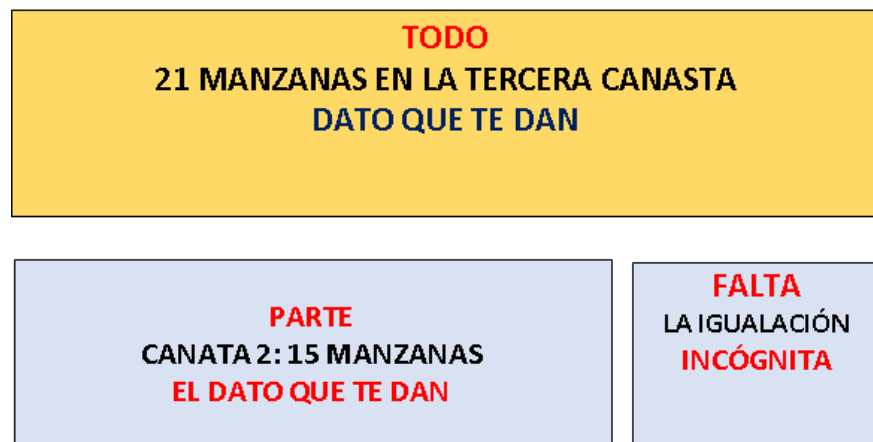 TODO
21 MANZANAS EN LA TERCERA CANASTA
DATO QUE TE DAN
PARTE
CANATA 2: 15 MANZANAS
EL DATO QUE TE DAN
FALTA
LA IGUALACIÓN
INCÓGNITA